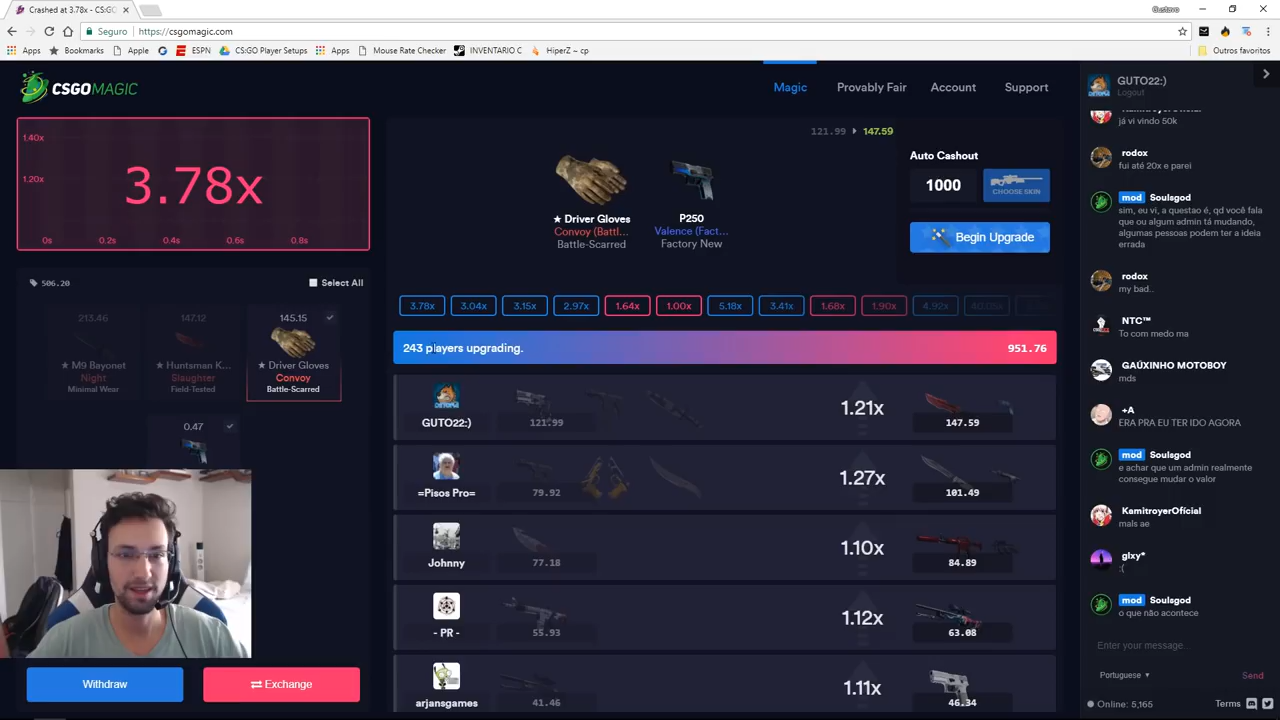 Crashed at 3.78x - CS:GO
Gustavo
Seguro
https://csgomagic.com
Apps
Bookmarks
Apple
ESPN
CS:GO Player Setups
Apps
Mouse Rate Checker
INVENTARIO C
HiperZ ~ cp
Outros favoritos
CSGOMAGIC
Magic
Provably Fair
Account
Support
GUTO22:)
Logout
1.40x
1.20x
3.78x
0s
0.2s
0.4s
0.6s
0.8s
121.99
147.59
★ Driver Gloves
Convoy (Battl...
Battle-Scarred
P250
Valence (Fact...
Factory New
Auto Cashout
1000
CHOOSE SKIN
Begin Upgrade
506.20
Select All
213.46
★ M9 Bayonet
Night
Minimal Wear
147.12
★ Huntsman K...
Slaughter
Field-Tested
145.15
★ Driver Gloves
Convoy
Battle-Scarred
0.47
3.78x
3.04x
3.15x
2.97x
1.64x
1.00x
5.18x
3.41x
1.68x
1.90x
4.92x
243 players upgrading.
951.76
GUTO22:)
121.99
1.21x
147.59
=Pisos Pro=
79.92
1.27x
101.49
Johnny
77.18
1.10x
84.89
- PR -
55.93
1.12x
63.08
arjansgames
41.46
1.11x
46.34
Withdraw
Exchange
já vi vindo 50k
rodox
fui até 20x e parei
mod Soulsgod
sim, eu vi, a questao é, qd você fala
que ou algum admin tá mudando,
algumas pessoas podem ter a ideia
errada
rodox
my bad..
NTC™
To com medo ma
GAÚXINHO MOTOBOY
mds
+A
ERA PRA EU TER IDO AGORA
mod Soulsgod
e achar que um admin realmente
consegue mudar o valor
KamitroyerOfícial
mals ae
glxy*
:(
mod Soulsgod
o que não acontece
Enter your message...
Portuguese
Send
Online: 5,165
Terms